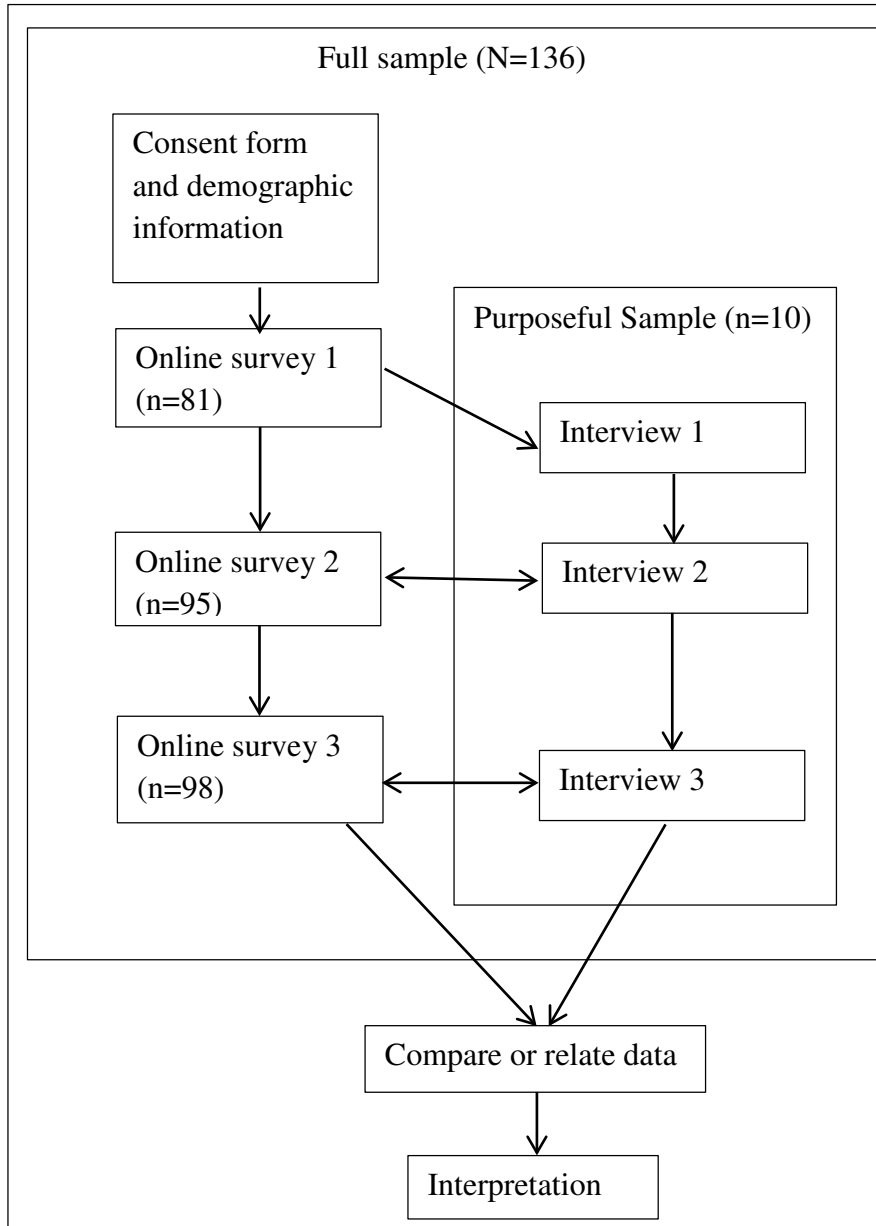 Full sample (N=136)
Consent form
and demographic
information
Purposeful Sample (n=10)
Online survey 1
(n=81)
Interview 1
Online survey 2
(n=95)
Interview 2
Online survey 3
(n=98)
Interview 3
Compare or relate data
Interpretation